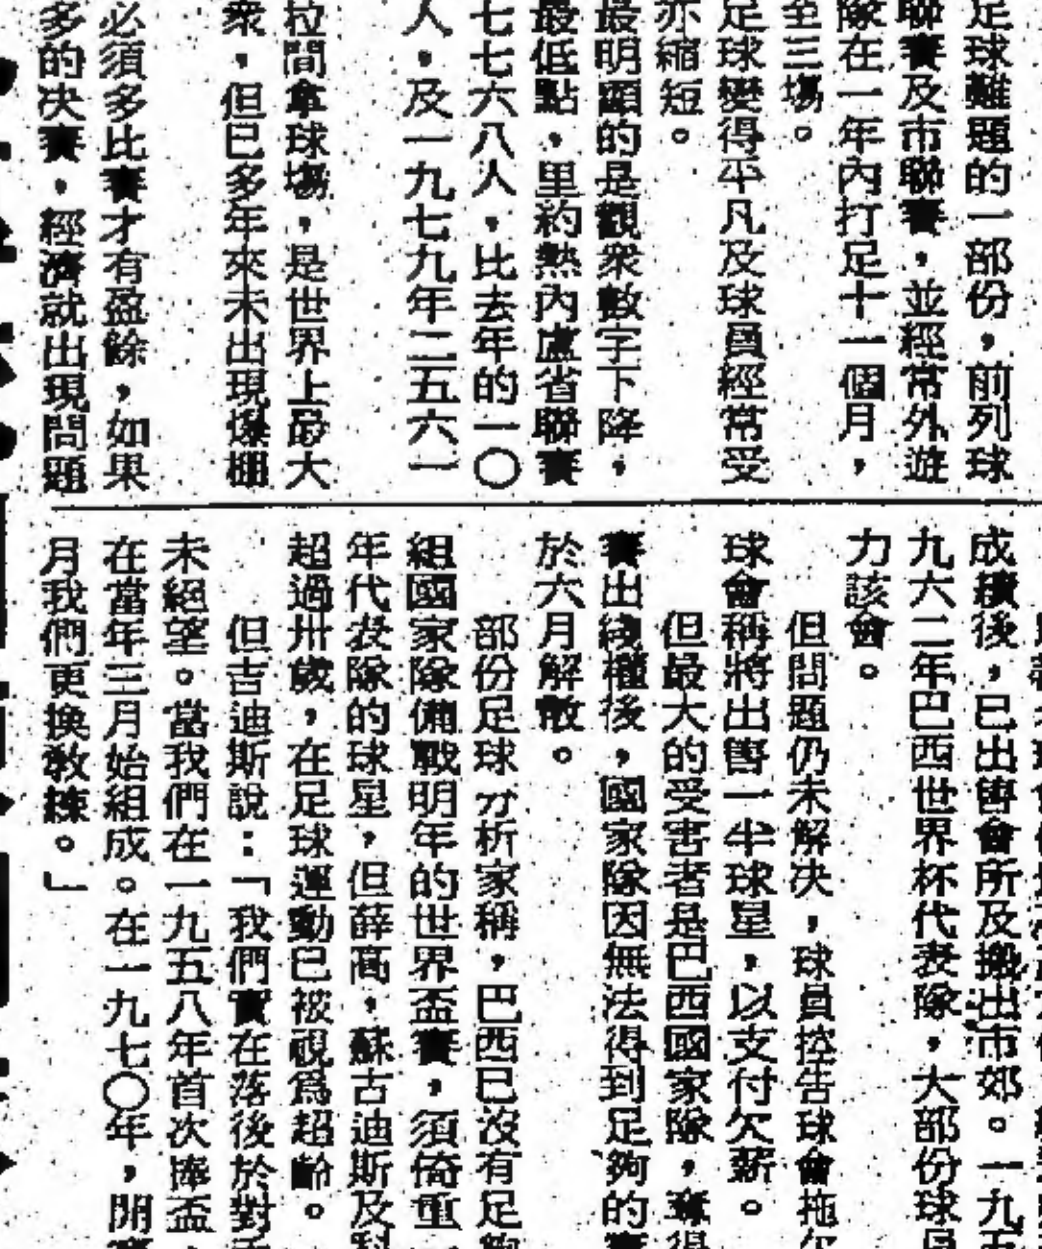 足球難題的一部份，前列球
聯賽及市聯賽，並經常外遊
隊在一年內打足十一個月，
至三場。
足球變得平凡及球員經常受
亦縮短。
最明顯的是觀衆數字下降，
最低點，里約熱內盧省聯賽
七七六八人，比去年的一〇
人，及一九七九年二五六一
拉間拿球場，是世界上最大
衆，但已多年來未出現爆棚
必須多比賽才有盈餘，如果
多的決賽，經濟就出現問題
成績後，已出售會所及搬出市郊。一九五
九六二年巴西世界杯代表隊，大部份球員
力該會。
但問題仍未解決，球員控告球會拖欠
球會稱將出售一半球星，以支付欠薪。
但最大的受害者是巴西國家隊，奪得
賽出綫權後，國家隊因無法得到足夠的賽
於六月解散。
部份足球分析家稱，巴西已沒有足夠
組國家隊備戰明年的世界盃賽，須倚重一
年代表隊的球星，但薛高，蘇古迪斯及科
超過卅歲，在足球運動已被視爲超齡。
但吉迪斯說：「我們實在落後於對手
未絕望。當我們在一九五八年首次捧盃，
在當年三月始組成。在一九七〇年，開賽
月我們更換敎練。」